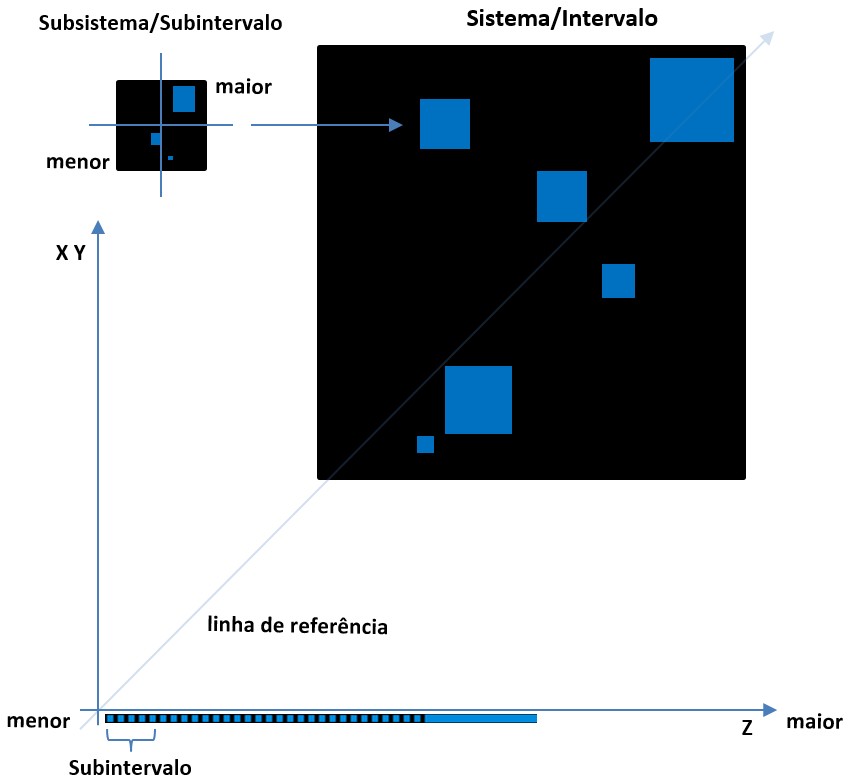 Subsistema/Subintervalo
Sistema/Intervalo
maior
menor
X Y
linha de referência
menor
Z
maior
Subintervalo